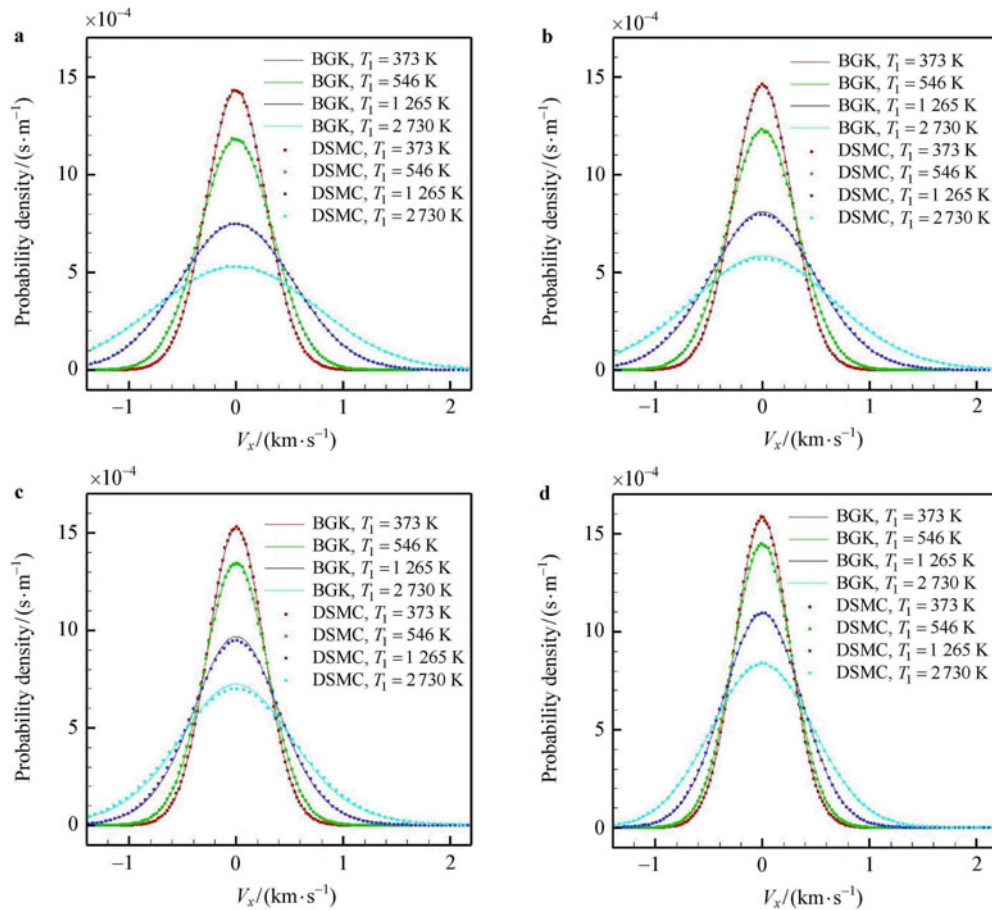 a
×10⁻⁴
15
10
5
0
Probability density/(s·m⁻¹)
BGK, T₁ = 373 K
BGK, T₁ = 546 K
BGK, T₁ = 1 265 K
BGK, T₁ = 2 730 K
DSMC, T₁ = 373 K
DSMC, T₁ = 546 K
DSMC, T₁ = 1 265 K
DSMC, T₁ = 2 730 K
−1 0 1 2
Vₓ/(km·s⁻¹)
b
×10⁻⁴
15
10
5
0
Probability density/(s·m⁻¹)
BGK, T₁ = 373 K
BGK, T₁ = 546 K
BGK, T₁ = 1 265 K
BGK, T₁ = 2 730 K
DSMC, T₁ = 373 K
DSMC, T₁ = 546 K
DSMC, T₁ = 1 265 K
DSMC, T₁ = 2 730 K
−1 0 1 2
Vₓ/(km·s⁻¹)
c
×10⁻⁴
15
10
5
0
Probability density/(s·m⁻¹)
BGK, T₁ = 373 K
BGK, T₁ = 546 K
BGK, T₁ = 1 265 K
BGK, T₁ = 2 730 K
DSMC, T₁ = 373 K
DSMC, T₁ = 546 K
DSMC, T₁ = 1 265 K
DSMC, T₁ = 2 730 K
−1 0 1 2
Vₓ/(km·s⁻¹)
d
×10⁻⁴
15
10
5
0
Probability density/(s·m⁻¹)
BGK, T₁ = 373 K
BGK, T₁ = 546 K
BGK, T₁ = 1 265 K
BGK, T₁ = 2 730 K
DSMC, T₁ = 373 K
DSMC, T₁ = 546 K
DSMC, T₁ = 1 265 K
DSMC, T₁ = 2 730 K
−1 0 1 2
Vₓ/(km·s⁻¹)